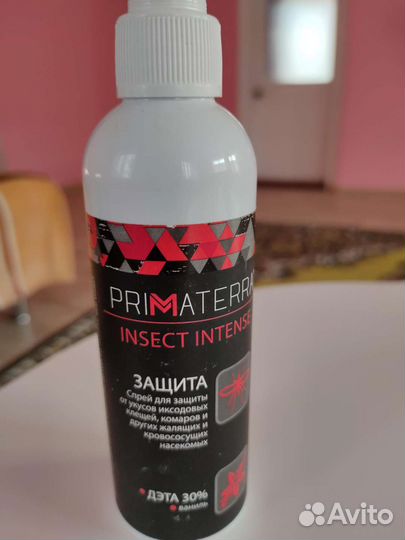 PRIMATERRA
INSECT INTENSE
ЗАЩИТА
Спрей для защиты
от укусов иксодовых
клещей, комаров и
других жалящих и
кровососущих
насекомых
• ДЭТА 30%
• ваниль
Avito